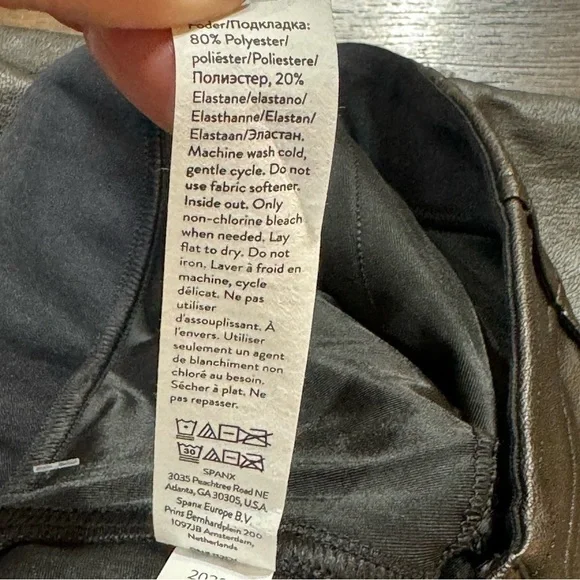 Poder/Подкладка:
80% Polyester/
poliéster/Poliestere/
Полиэстер, 20%
Elastane/elastano/
Elasthanne/Elastan/
Elastaan/Эластан.
Machine wash cold,
gentle cycle. Do not
use fabric softener.
Inside out. Only
non-chlorine bleach
when needed. Lay
flat to dry. Do not
iron. Laver à froid en
machine, cycle
délicat. Ne pas
utiliser
d'assouplissant. À
l'envers. Utiliser
seulement un agent
de blanchiment non
chloré au besoin.
Sécher à plat. Ne
pas repasser.
30
SPANX
3035 Peachtree Road NE
Atlanta, GA 30305, U.S.A
Spanx Europe B.V.
Prins Bernhardplein 200
1097JB Amsterdam,
Netherlands